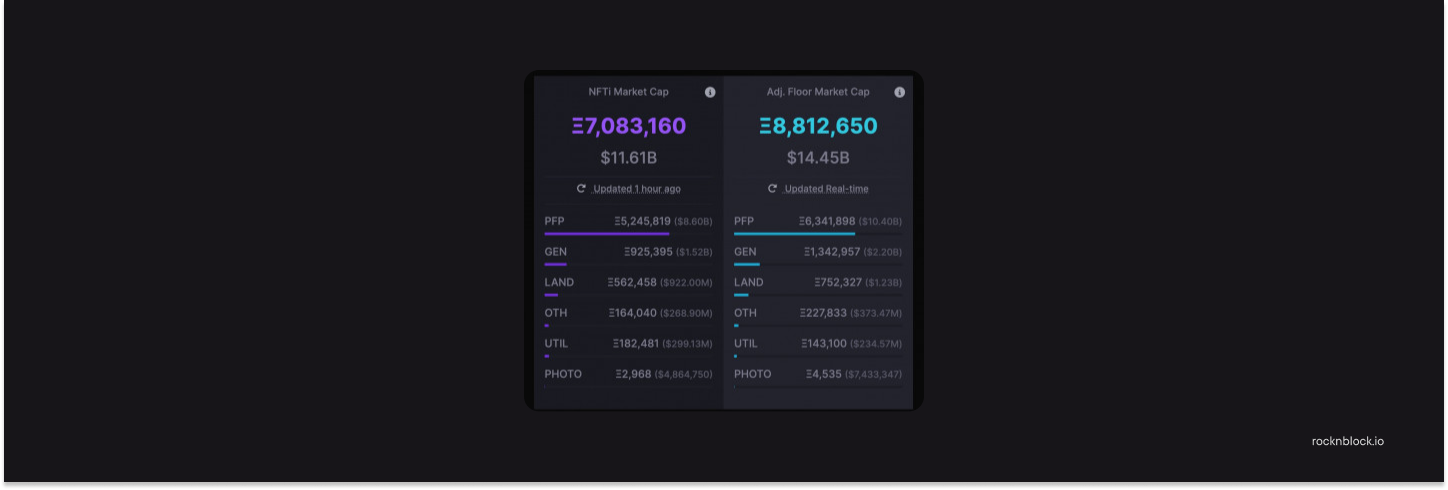 NFTi Market Cap
Ξ7,083,160
$11.61B
Updated 1 hour ago
PFP Ξ5,245,819 ($8.60B)
GEN Ξ925,395 ($1.52B)
LAND Ξ562,458 ($922.00M)
OTH Ξ164,040 ($268.90M)
UTIL Ξ182,481 ($299.13M)
PHOTO Ξ2,968 ($4,864,750)
Adj. Floor Market Cap
Ξ8,812,650
$14.45B
Updated Real-time
PFP Ξ6,341,898 ($10.40B)
GEN Ξ1,342,957 ($2.20B)
LAND Ξ752,327 ($1.23B)
OTH Ξ227,833 ($373.47M)
UTIL Ξ143,100 ($234.57M)
PHOTO Ξ4,535 ($7,433,347)
rocknblock.io